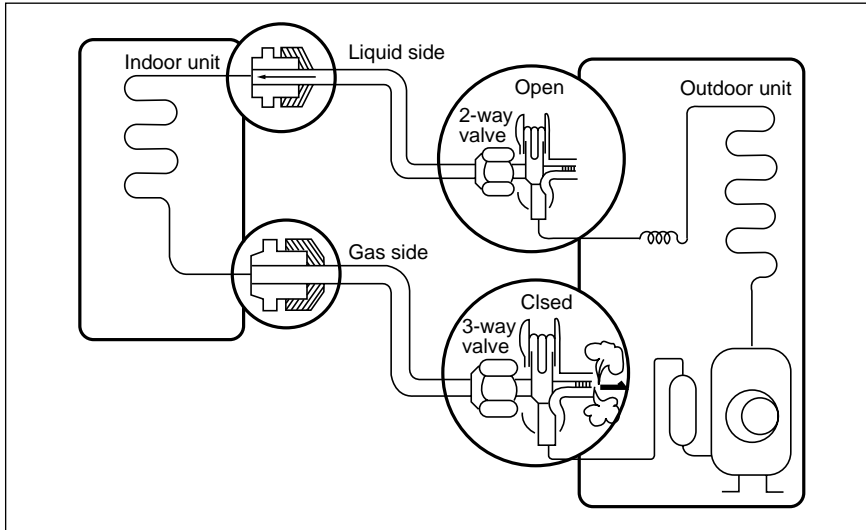 Indoor unit
Liquid side
Open
2-way
valve
Outdoor unit
Gas side
Clsed
3-way
valve